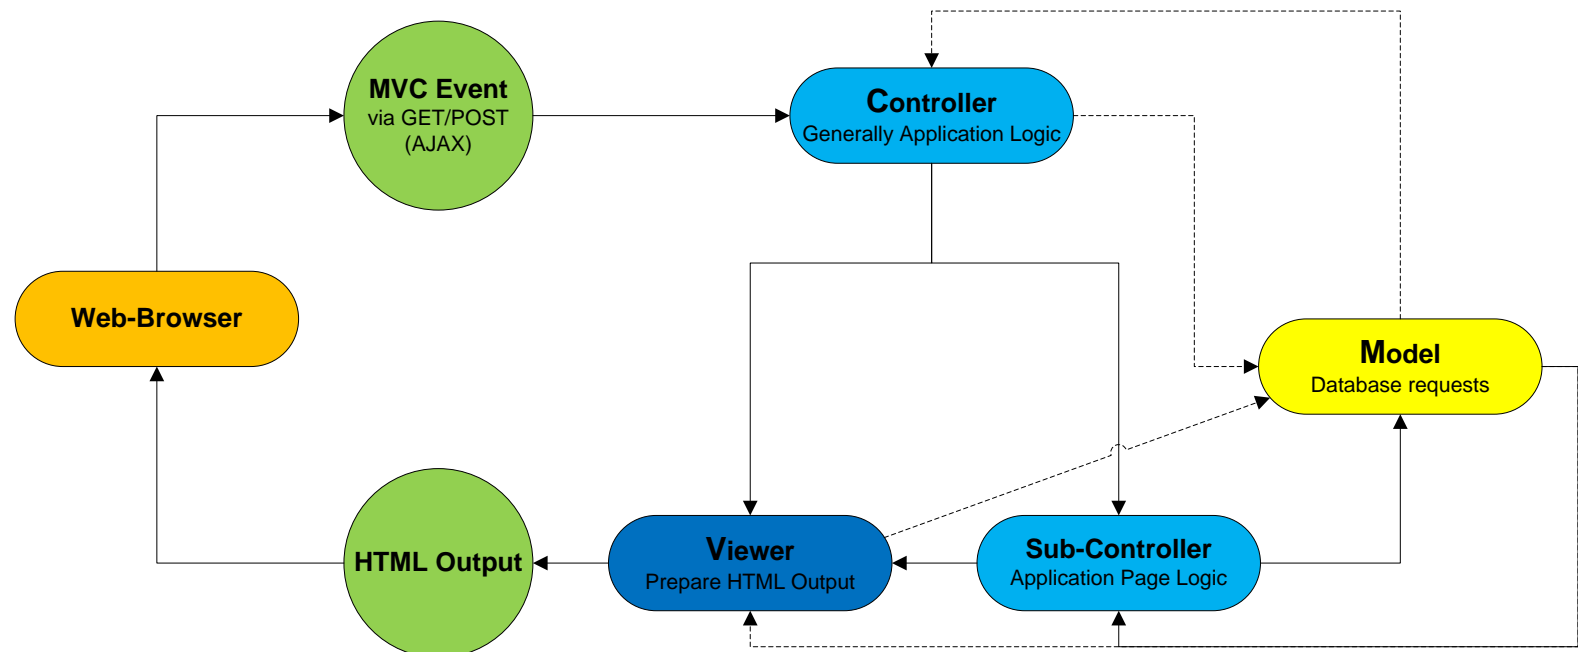 MVC Event
via GET/POST
(AJAX)
Controller
Generally Application Logic
Web-Browser
Model
Database requests
HTML Output
Viewer
Prepare HTML Output
Sub-Controller
Application Page Logic